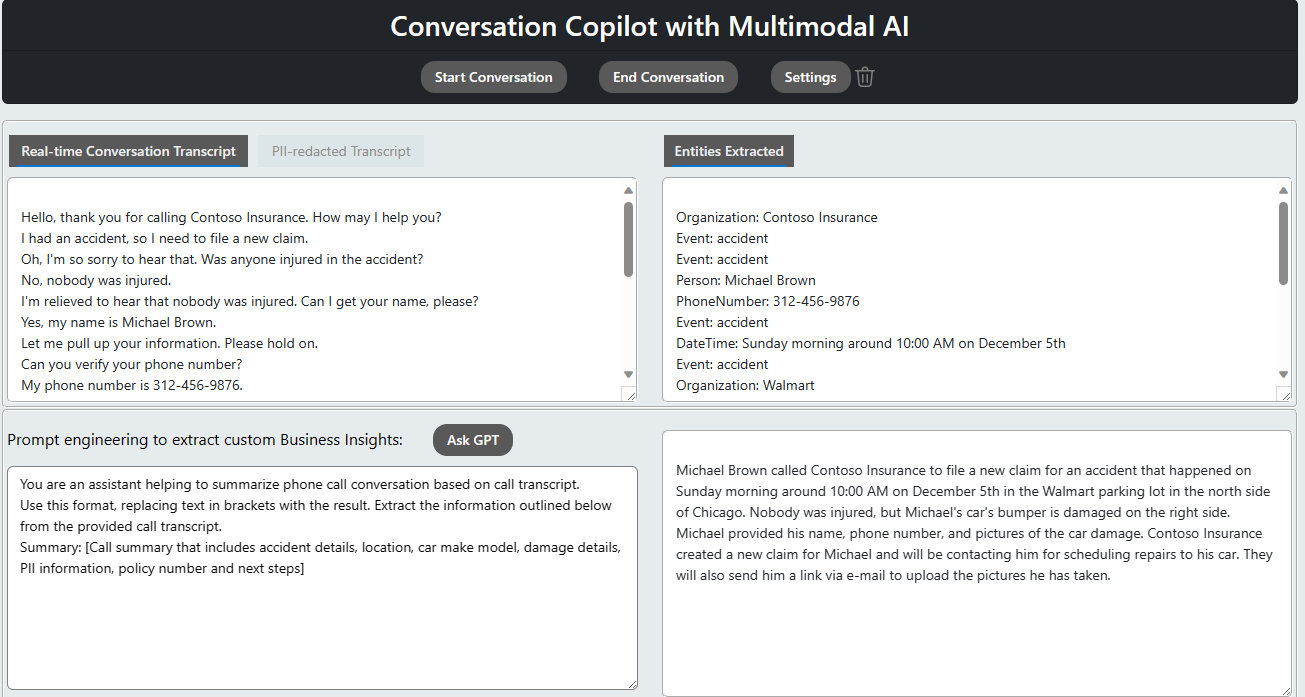 Conversation Copilot with Multimodal AI
Start Conversation
End Conversation
Settings
Real-time Conversation Transcript
PII-redacted Transcript
Hello, thank you for calling Contoso Insurance. How may I help you?
I had an accident, so I need to file a new claim.
Oh, I'm so sorry to hear that. Was anyone injured in the accident?
No, nobody was injured.
I'm relieved to hear that nobody was injured. Can I get your name, please?
Yes, my name is Michael Brown.
Let me pull up your information. Please hold on.
Can you verify your phone number?
My phone number is 312-456-9876.
Entities Extracted
Organization: Contoso Insurance
Event: accident
Event: accident
Person: Michael Brown
PhoneNumber: 312-456-9876
Event: accident
DateTime: Sunday morning around 10:00 AM on December 5th
Event: accident
Organization: Walmart
Prompt engineering to extract custom Business Insights:
Ask GPT
You are an assistant helping to summarize phone call conversation based on call transcript.
Use this format, replacing text in brackets with the result. Extract the information outlined below
from the provided call transcript.
Summary: [Call summary that includes accident details, location, car make model, damage details,
PII information, policy number and next steps]
Michael Brown called Contoso Insurance to file a new claim for an accident that happened on
Sunday morning around 10:00 AM on December 5th in the Walmart parking lot in the north side
of Chicago. Nobody was injured, but Michael's car's bumper is damaged on the right side.
Michael provided his name, phone number, and pictures of the car damage. Contoso Insurance
created a new claim for Michael and will be contacting him for scheduling repairs to his car. They
will also send him a link via e-mail to upload the pictures he has taken.